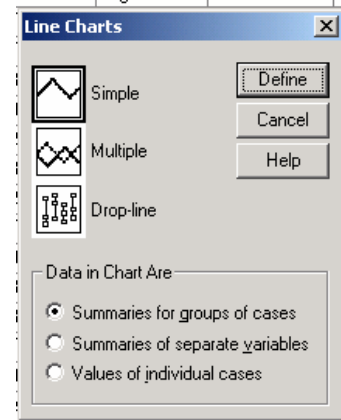 Line Charts
Simple
Define
Cancel
Multiple
Help
Drop-line
Data in Chart Are
Summaries for groups of cases
Summaries of separate variables
Values of individual cases